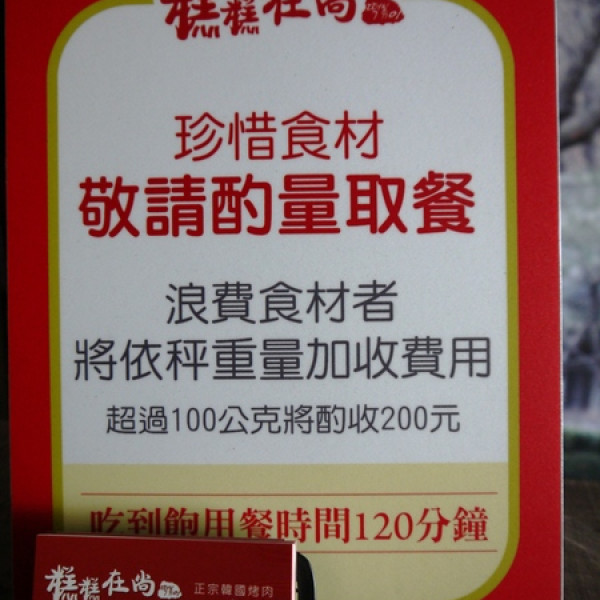 糕糕在尚
珍惜食材
敬請酌量取餐
浪費食材者
將依秤重量加收費用
超過100公克將酌收200元
吃到飽用餐時間120分鐘
糕糕在尚
正宗韓國烤肉